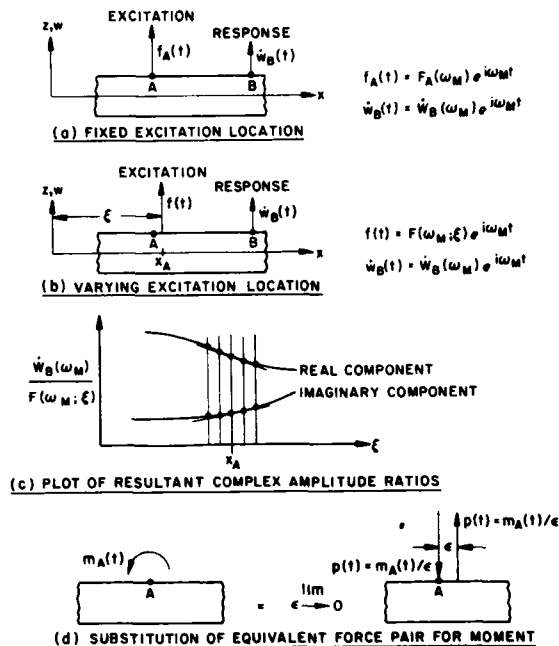 EXCITATION
z,w
f_A(t)
RESPONSE
ẇ_B(t)
A
B
x
f_A(t) = F_A(ω_M) e^{iω_M t}
ẇ_B(t) = Ẇ_B(ω_M) e^{iω_M t}
(a) FIXED EXCITATION LOCATION
EXCITATION
z,w
ξ
f(t)
RESPONSE
ẇ_B(t)
A
B
x
x_A
f(t) = F(ω_M;ξ) e^{iω_M t}
ẇ_B(t) = Ẇ_B(ω_M) e^{iω_M t}
(b) VARYING EXCITATION LOCATION
Ẇ_B(ω_M)
F(ω_M;ξ)
REAL COMPONENT
IMAGINARY COMPONENT
x_A
ξ
(c) PLOT OF RESULTANT COMPLEX AMPLITUDE RATIOS
m_A(t)
A
= lim
ε → 0
p(t) = m_A(t)/ε
ε
p(t) = m_A(t)/ε
A
(d) SUBSTITUTION OF EQUIVALENT FORCE PAIR FOR MOMENT